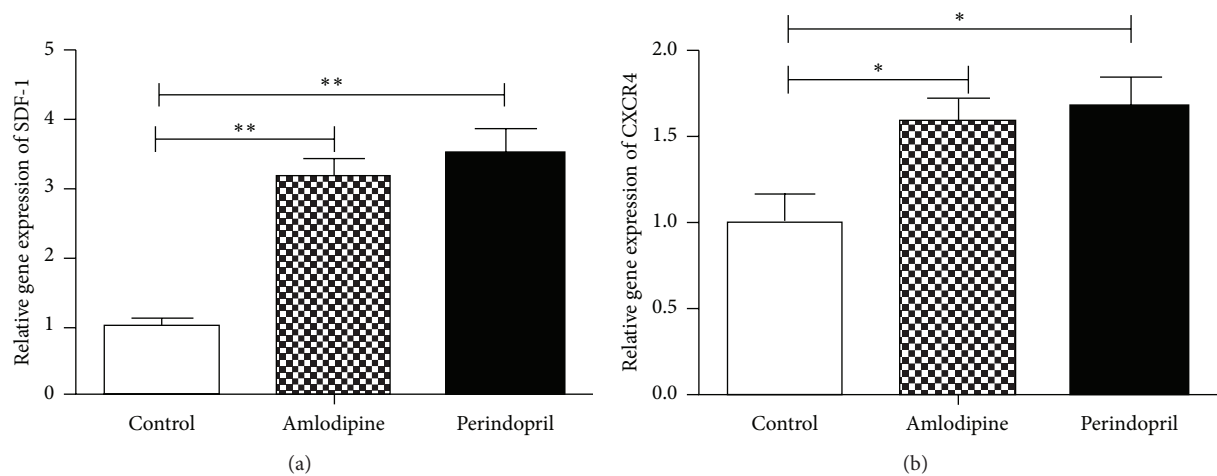 Relative gene expression of SDF-1
5
4
3
2
1
0
**
**
Control
Amlodipine
Perindopril
(a)
Relative gene expression of CXCR4
2.0
1.5
1.0
0.5
0.0
*
*
Control
Amlodipine
Perindopril
(b)